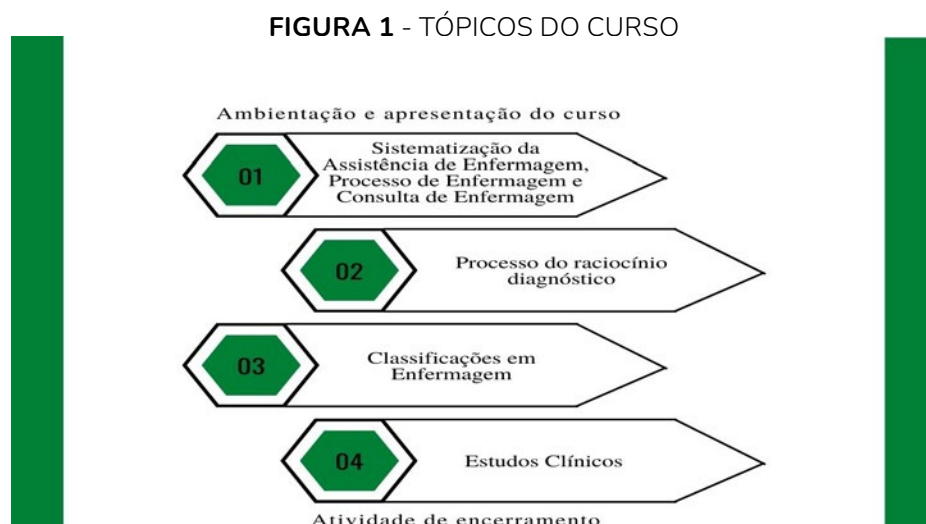 FIGURA 1 - TÓPICOS DO CURSO
Ambientação e apresentação do curso
01
Sistematização da
Assistência de Enfermagem,
Processo de Enfermagem e
Consulta de Enfermagem
02
Processo do raciocínio
diagnóstico
03
Classificações em
Enfermagem
04
Estudos Clínicos
Atividade de encerramento